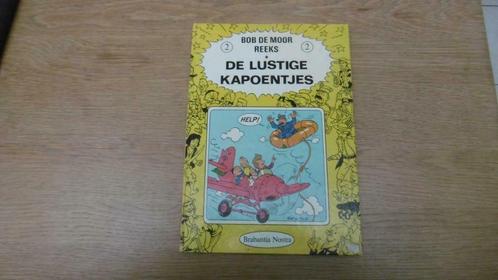 2 BOB DE MOOR 2
REEKS
DE LUSTIGE
KAPOENTJES
HELP!
Brabantia Nostra